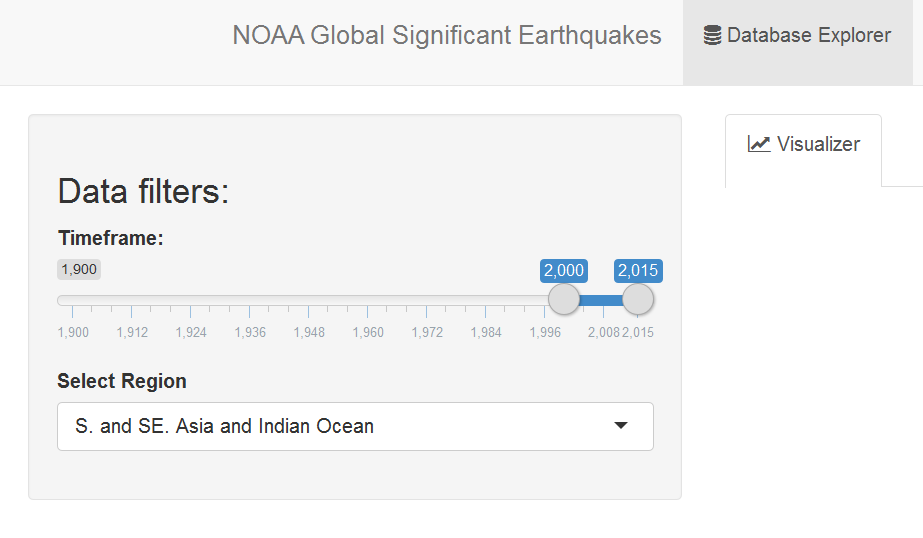 NOAA Global Significant Earthquakes
Database Explorer
Data filters:
Timeframe:
1,900
2,000
2,015
1,900 1,912 1,924 1,936 1,948 1,960 1,972 1,984 1,996 2,008 2,015
Select Region
S. and SE. Asia and Indian Ocean
Visualizer